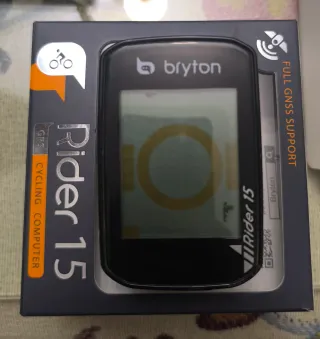 bryton
Rider 15
Rider 15
GPS CYCLING COMPUTER
FULL GNSS SUPPORT